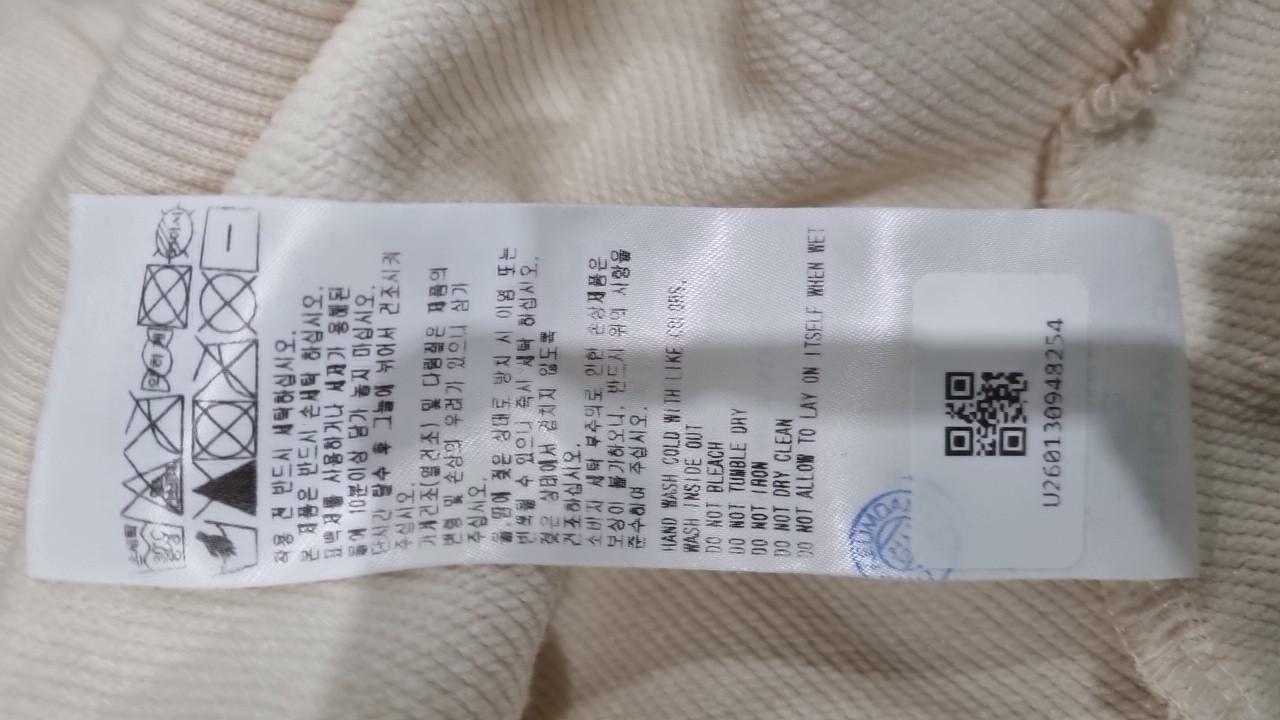 손세탁
약하게
착용 전 반드시 세탁하십시오.
본 제품은 반드시 손세탁 하십시오.
표백제를 사용하거나 세제가 용해된
물에 10분이상 담가 놓지 마십시오.
단시간 탈수 후 그늘에 뉘어서 건조시켜
주십시오.
기계건조(열건조) 및 다림질은 제품의
변형 및 손상의 우려가 있으니 삼가
주십시오.
물,땀에 젖은 상태로 방치 시 이염 또는
변색될 수 있으니 즉시 세탁 하십시오.
젖은 상태에서 겹치지 않도록
건조하십시오.
소비자 세탁 부주의로 인한 손상제품은
보상이 불가하오니, 반드시 위의 사항을
준수하여 주십시오.
HAND WASH COLD WITH LIKE COLORS.
WASH INSIDE OUT
DO NOT BLEACH
DO NOT TUMBLE DRY
DO NOT IRON
DO NOT DRY CLEAN
DO NOT ALLOW TO LAY ON ITSELF WHEN WET
U260130948254